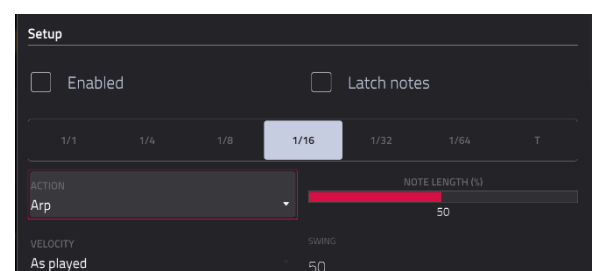 Setup
Enabled
Latch notes
1/1 1/4 1/8 1/16 1/32 1/64 T
ACTION
Arp
NOTE LENGTH (%)
50
VELOCITY
As played
SWING
50